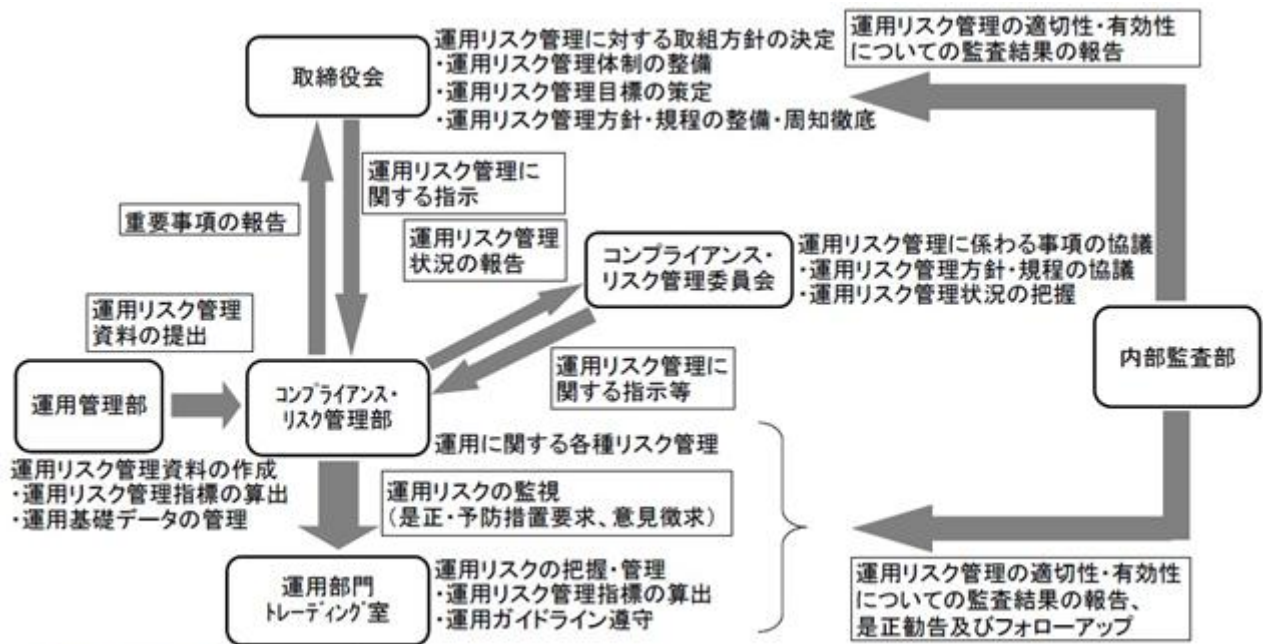 取締役会
運用リスク管理に対する取組方針の決定
・運用リスク管理体制の整備
・運用リスク管理目標の策定
・運用リスク管理方針・規程の整備・周知徹底
運用リスク管理の適切性・有効性
についての監査結果の報告
重要事項の報告
運用リスク管理に
関する指示
運用リスク管理
状況の報告
コンプライアンス・
リスク管理委員会
運用リスク管理に係わる事項の協議
・運用リスク管理方針・規程の協議
・運用リスク管理状況の把握
内部監査部
運用リスク管理
資料の提出
運用管理部
ｺﾝﾌﾟﾗｲｱﾝｽ・
ﾘｽｸ管理部
運用リスク管理に
関する指示等
運用に関する各種リスク管理
運用リスク管理資料の作成
・運用リスク管理指標の算出
・運用基礎データの管理
運用リスクの監視
（是正・予防措置要求、意見徴求）
運用部門
ﾄﾚｰﾃﾞｨﾝｸﾞ室
運用リスクの把握・管理
・運用リスク管理指標の算出
・運用ガイドライン遵守
運用リスク管理の適切性・有効性
についての監査結果の報告、
是正勧告及びフォローアップ